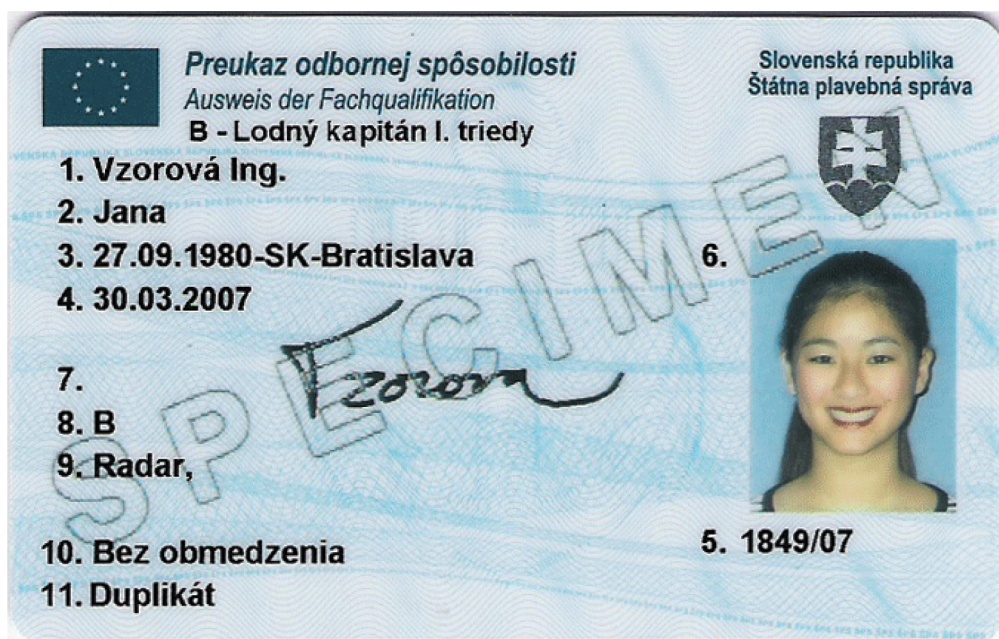 Preukaz odbornej spôsobilosti
Ausweis der Fachqualifikation
B - Lodný kapitán I. triedy
Slovenská republika
Štátna plavebná správa
1. Vzorová Ing.
2. Jana
3. 27.09.1980-SK-Bratislava
4. 30.03.2007
6.
7. Vzorova
8. B
9. Radar,
5. 1849/07
10. Bez obmedzenia
11. Duplikát
SPECIMEN